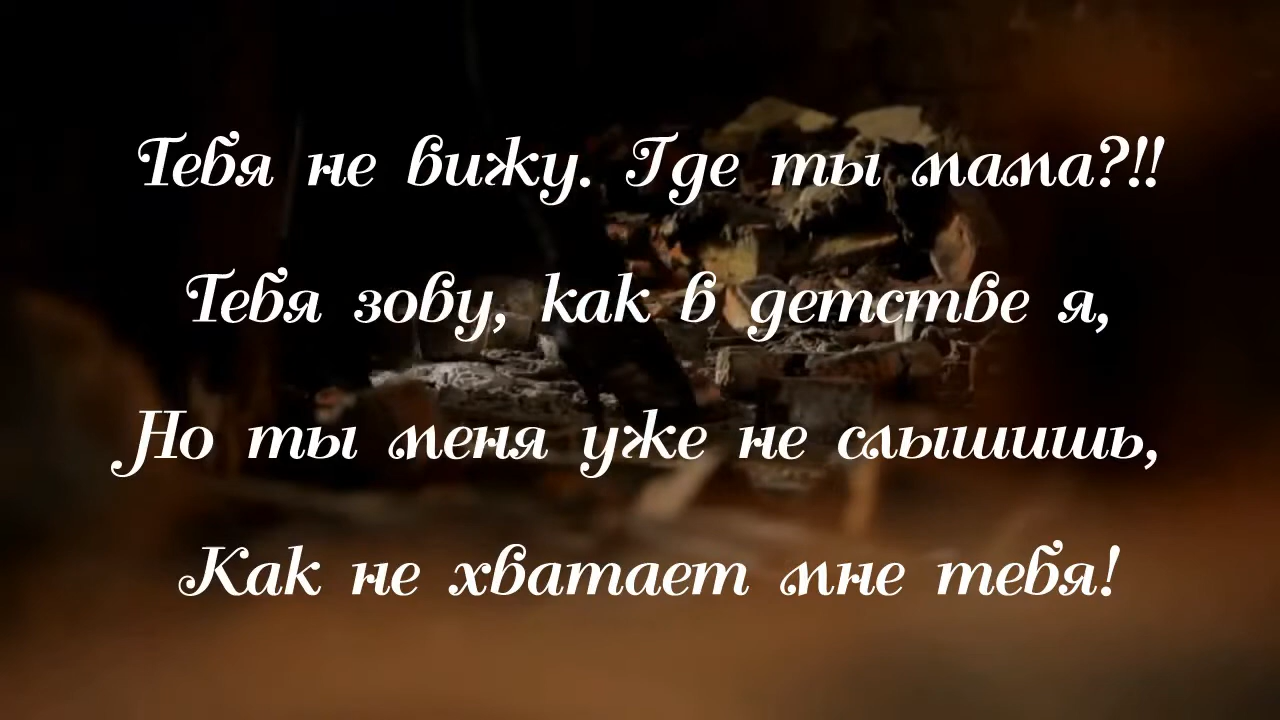 Тебя не вижу. Где ты мама?!!
Тебя зову, как в детстве я,
Но ты меня уже не слышишь,
Как не хватает мне тебя!